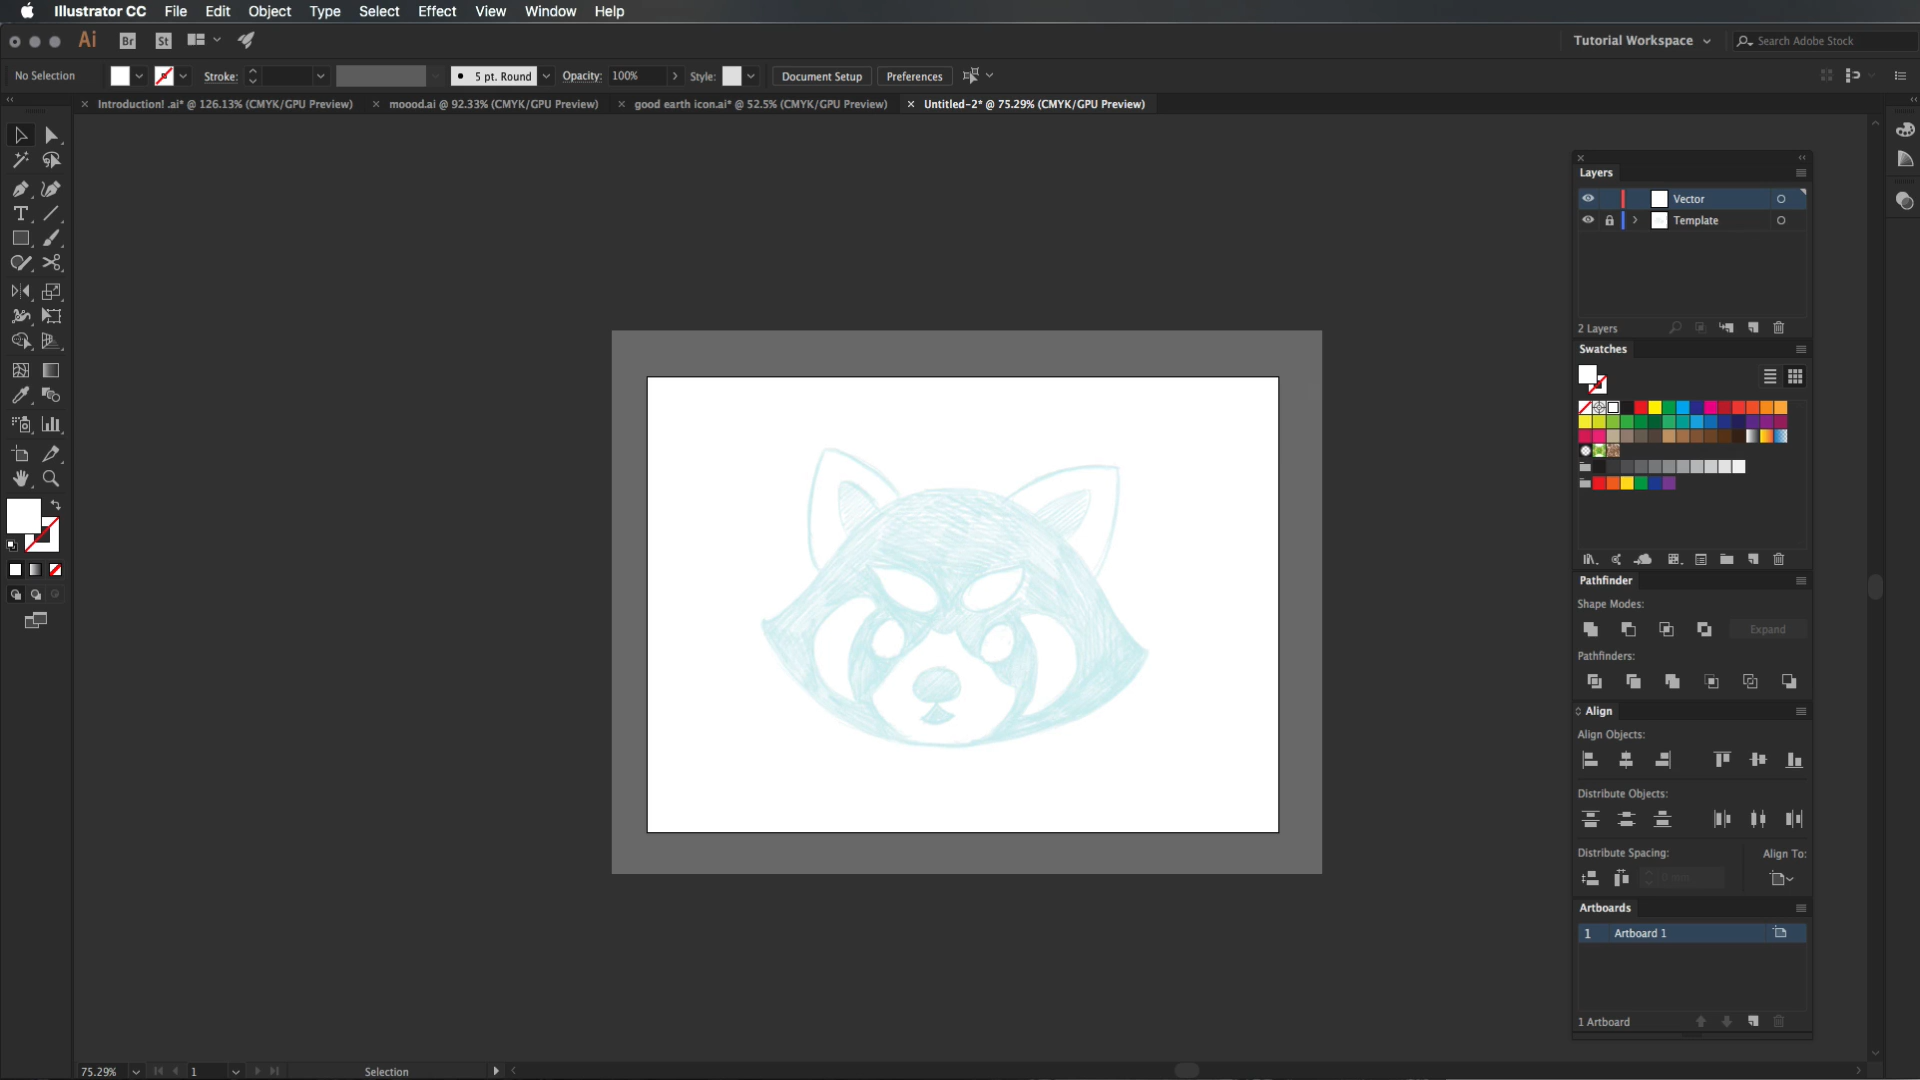 Illustrator CC File Edit Object Type Select Effect View Window Help
Ai Br St Tutorial Workspace Search Adobe Stock
No Selection Stroke: 5 pt. Round Opacity: 100% Style: Document Setup Preferences
Introduction! .ai* @ 126.13% (CMYK/GPU Preview) moood.ai @ 92.33% (CMYK/GPU Preview) good earth icon.ai* @ 52.5% (CMYK/GPU Preview) Untitled-2* @ 75.29% (CMYK/GPU Preview)
Layers
Vector
Template
2 Layers
Swatches
Pathfinder
Shape Modes:
Expand
Pathfinders:
Align
Align Objects:
Distribute Objects:
Distribute Spacing: Align To:
Artboards
1 Artboard 1
1 Artboard
75.29% 1 Selection